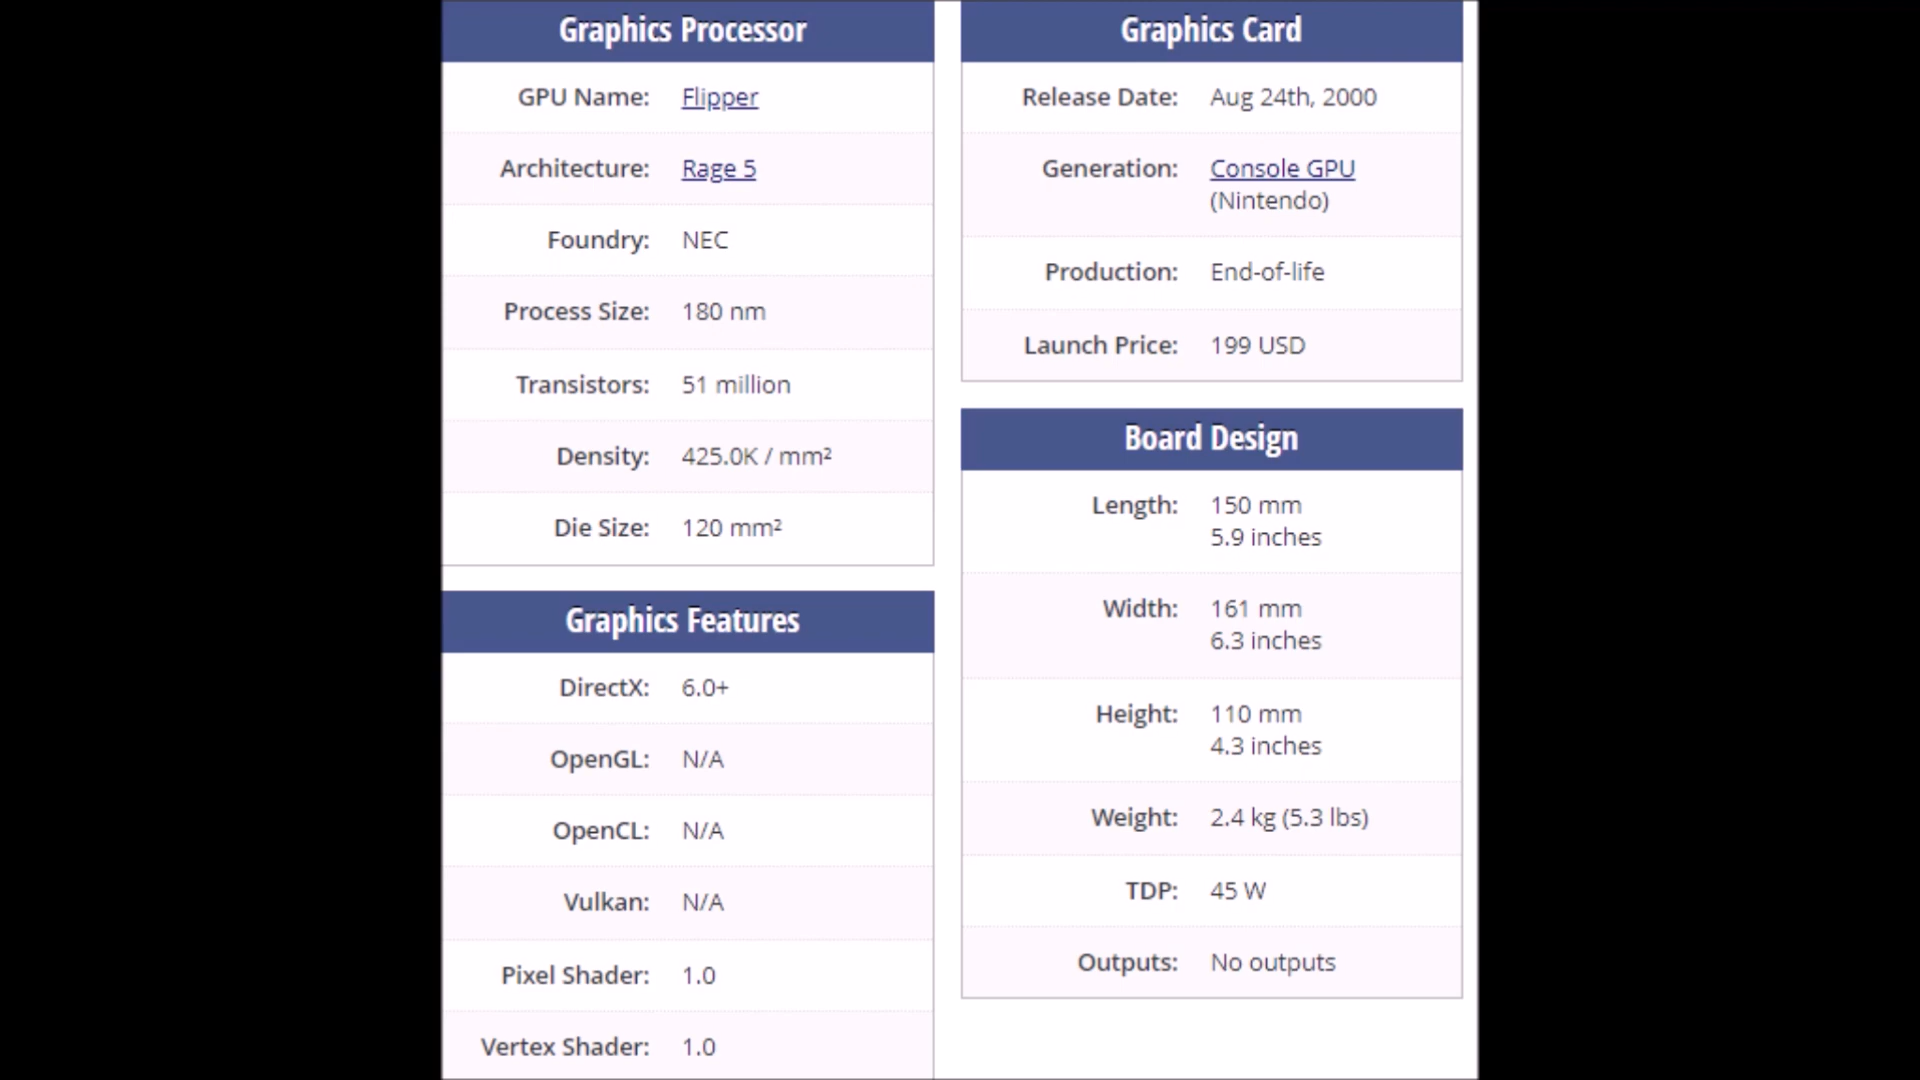 Graphics Processor
GPU Name: Flipper
Architecture: Rage 5
Foundry: NEC
Process Size: 180 nm
Transistors: 51 million
Density: 425.0K / mm²
Die Size: 120 mm²
Graphics Features
DirectX: 6.0+
OpenGL: N/A
OpenCL: N/A
Vulkan: N/A
Pixel Shader: 1.0
Vertex Shader: 1.0
Graphics Card
Release Date: Aug 24th, 2000
Generation: Console GPU
(Nintendo)
Production: End-of-life
Launch Price: 199 USD
Board Design
Length: 150 mm
5.9 inches
Width: 161 mm
6.3 inches
Height: 110 mm
4.3 inches
Weight: 2.4 kg (5.3 lbs)
TDP: 45 W
Outputs: No outputs